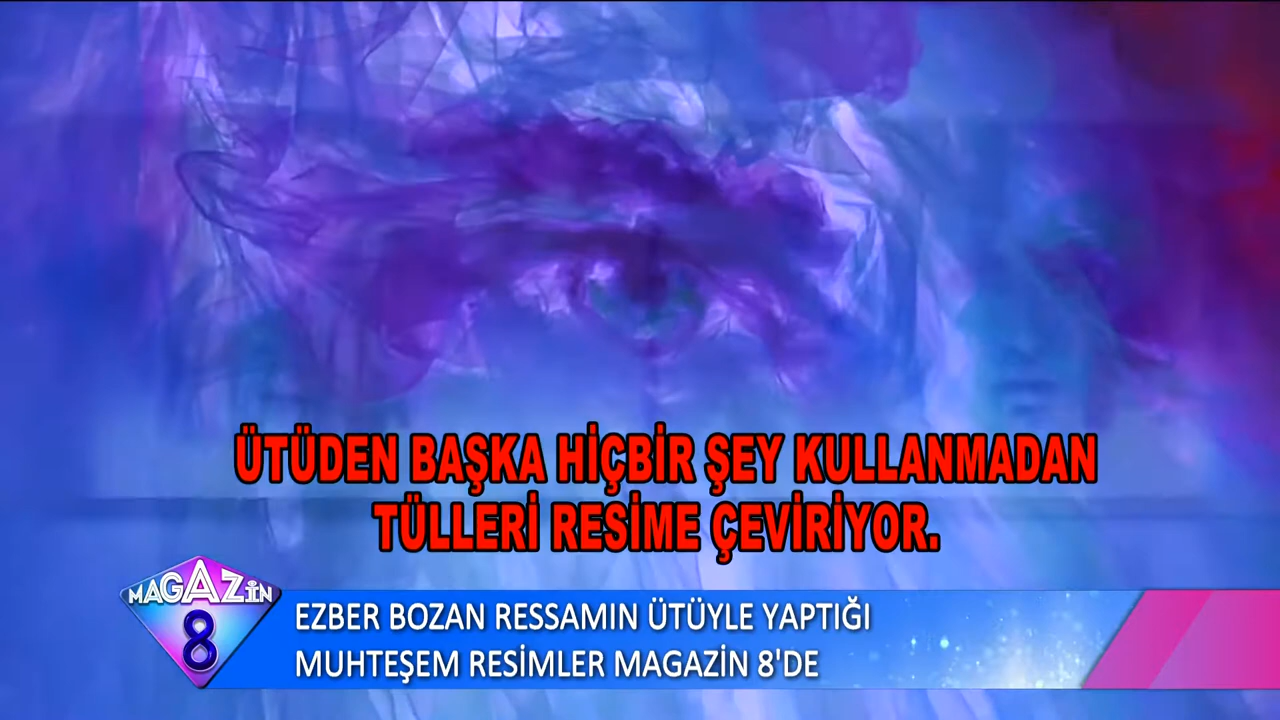 ÜTÜDEN BAŞKA HİÇBİR ŞEY KULLANMADAN
TÜLLERİ RESİME ÇEVİRİYOR.
MAGAZİN
8
EZBER BOZAN RESSAMIN ÜTÜYLE YAPTIĞI
MUHTEŞEM RESİMLER MAGAZİN 8'DE